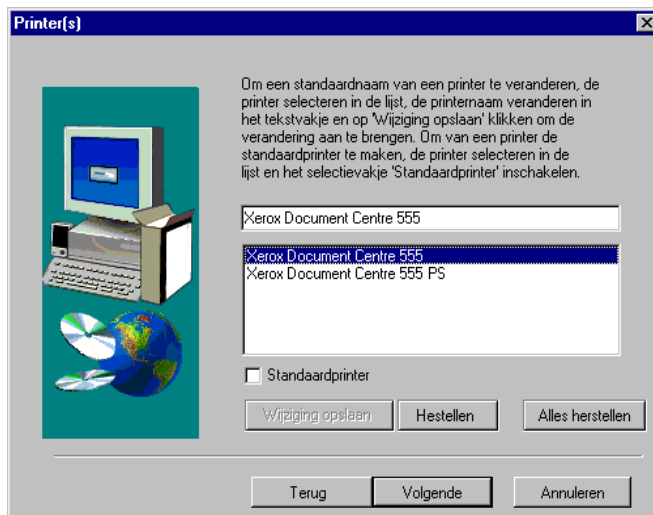 Printer(s)
Om een standaardnaam van een printer te veranderen, de
printer selecteren in de lijst, de printernaam veranderen in
het tekstvakje en op 'Wijziging opslaan' klikken om de
verandering aan te brengen. Om van een printer de
standaardprinter te maken, de printer selecteren in de
lijst en het selectievakje 'Standaardprinter' inschakelen.
Xerox Document Centre 555
Xerox Document Centre 555
Xerox Document Centre 555 PS
Standaardprinter
Wijziging opslaan Hestellen Alles herstellen
Terug Volgende Annuleren